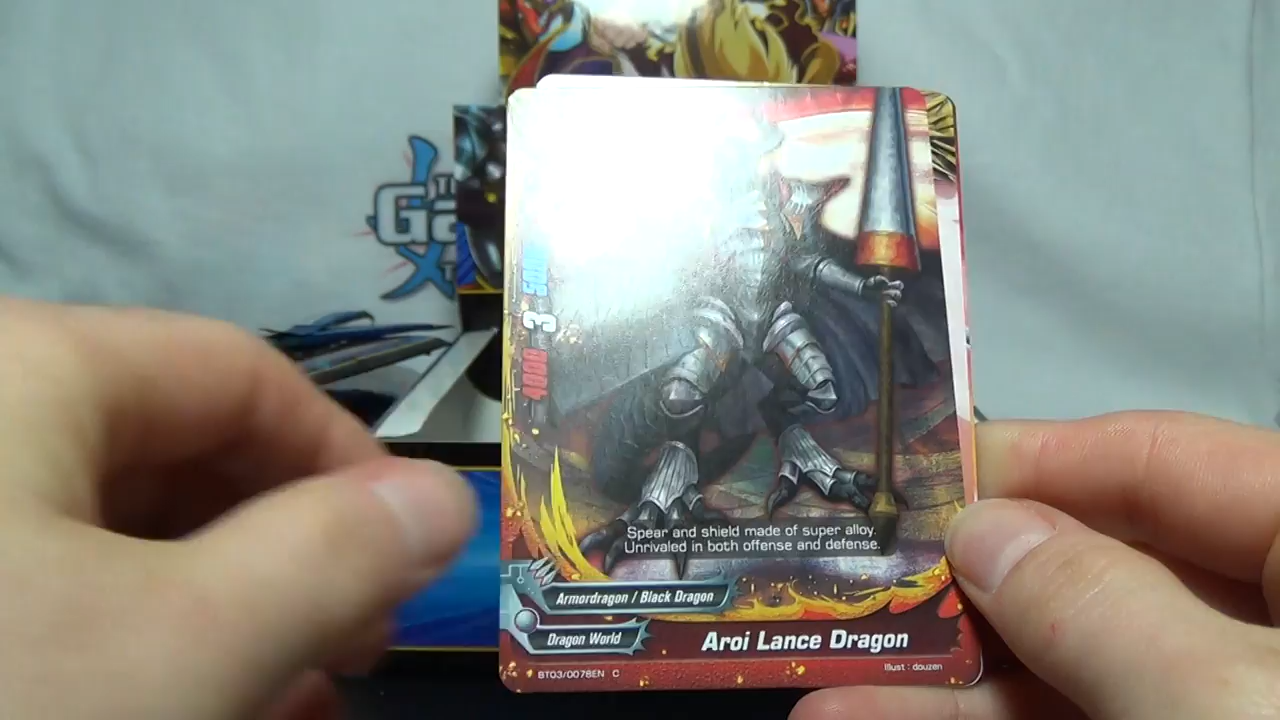 Ga
3
Spear and shield made of super alloy.
Unrivaled in both offense and defense.
Armordragon / Black Dragon
Dragon World
Aroi Lance Dragon
BT03/0078EN C
Illust : douzen